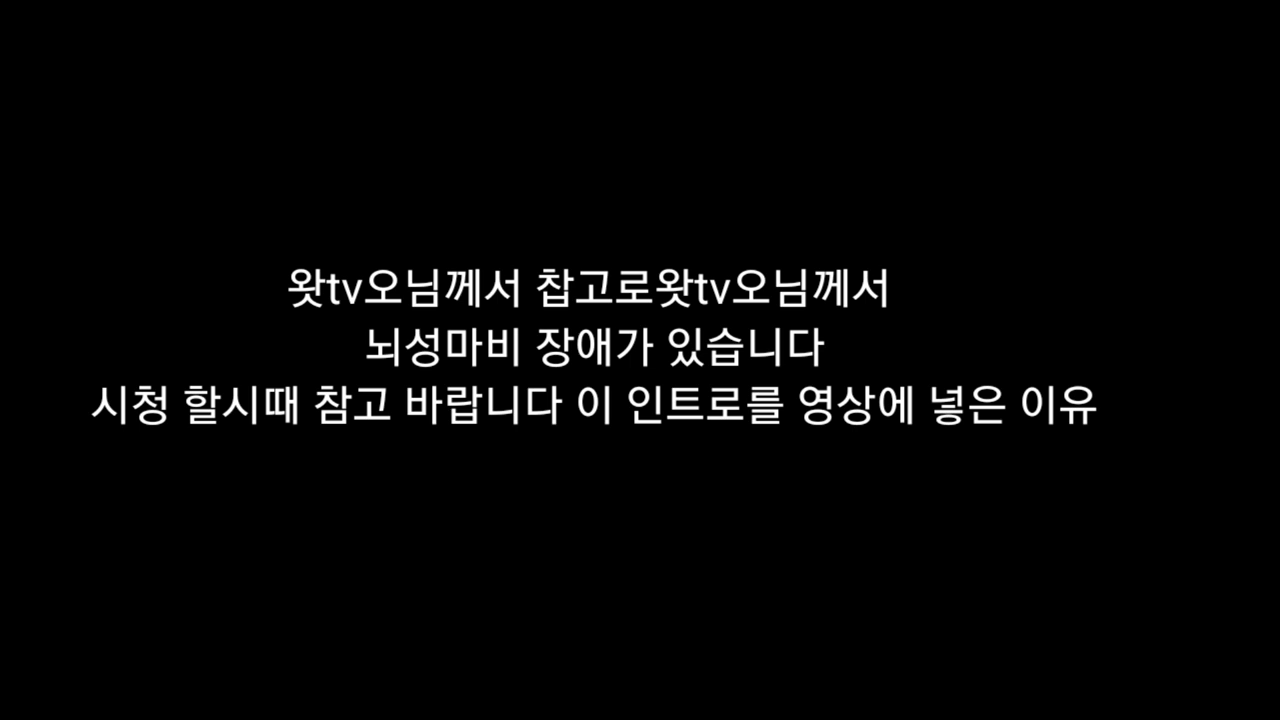 왓tv오님께서 찹고로왓tv오님께서
뇌성마비 장애가 있습니다
시청 할시때 참고 바랍니다 이 인트로를 영상에 넣은 이유